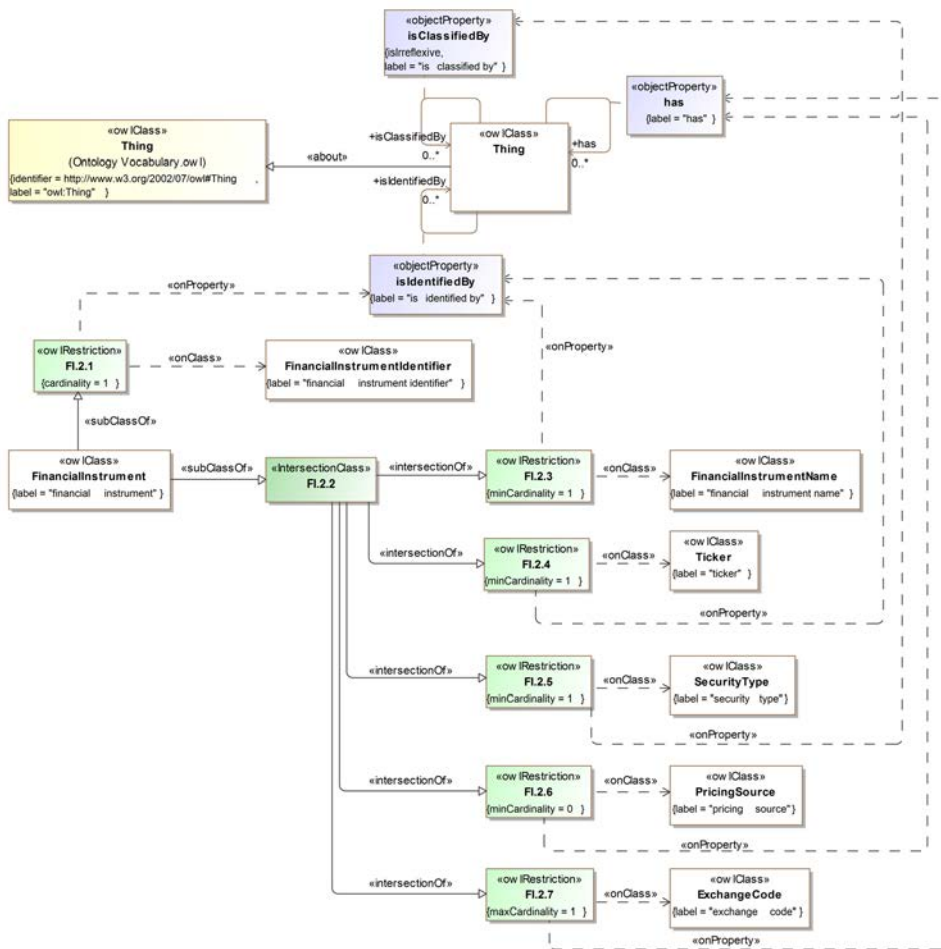 «objectProperty»
isClassifiedBy
{isIrreflexive,
label = "is classified by" }
«objectProperty»
has
{label = "has" }
«owlClass»
Thing
(Ontology Vocabulary.owl)
{identifier = http://www.w3.org/2002/07/owl#Thing ,
label = "owl:Thing" }
«about»
+isClassifiedBy
0..*
«owlClass»
Thing
+has
0..*
+isIdentifiedBy
0..*
«objectProperty»
isIdentifiedBy
{label = "is identified by" }
«onProperty»
«onProperty»
«owlRestriction»
FI.2.1
{cardinality = 1 }
«onClass»
«owlClass»
FinancialInstrumentIdentifier
{label = "financial instrument identifier" }
«subClassOf»
«owlClass»
FinancialInstrument
{label = "financial instrument" }
«subClassOf»
«IntersectionClass»
FI.2.2
«intersectionOf»
«owlRestriction»
FI.2.3
{minCardinality = 1 }
«onClass»
«owlClass»
FinancialInstrumentName
{label = "financial instrument name" }
«intersectionOf»
«owlRestriction»
FI.2.4
{minCardinality = 1 }
«onClass»
«owlClass»
Ticker
{label = "ticker" }
«onProperty»
«intersectionOf»
«owlRestriction»
FI.2.5
{minCardinality = 1 }
«onClass»
«owlClass»
SecurityType
{label = "security type"}
«onProperty»
«intersectionOf»
«owlRestriction»
FI.2.6
{minCardinality = 0 }
«onClass»
«owlClass»
PricingSource
{label = "pricing source"}
«onProperty»
«intersectionOf»
«owlRestriction»
FI.2.7
{maxCardinality = 1 }
«onClass»
«owlClass»
ExchangeCode
{label = "exchange code"}
«onProperty»